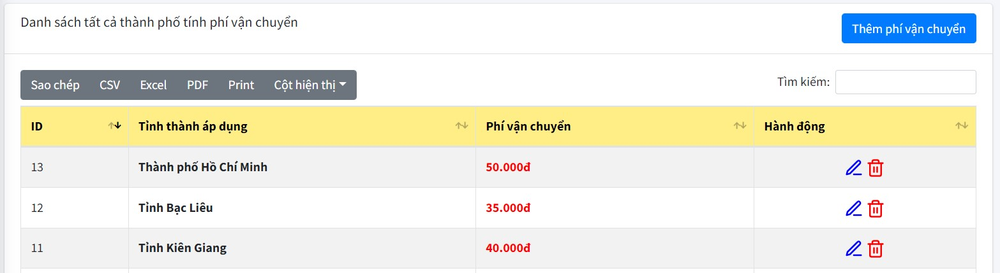 Danh sách tất cả thành phố tính phí vận chuyển
Thêm phí vận chuyển
Sao chép CSV Excel PDF Print Cột hiện thị
Tìm kiếm:
ID Tỉnh thành áp dụng Phí vận chuyển Hành động
13 Thành phố Hồ Chí Minh 50.000đ
12 Tỉnh Bạc Liêu 35.000đ
11 Tỉnh Kiên Giang 40.000đ